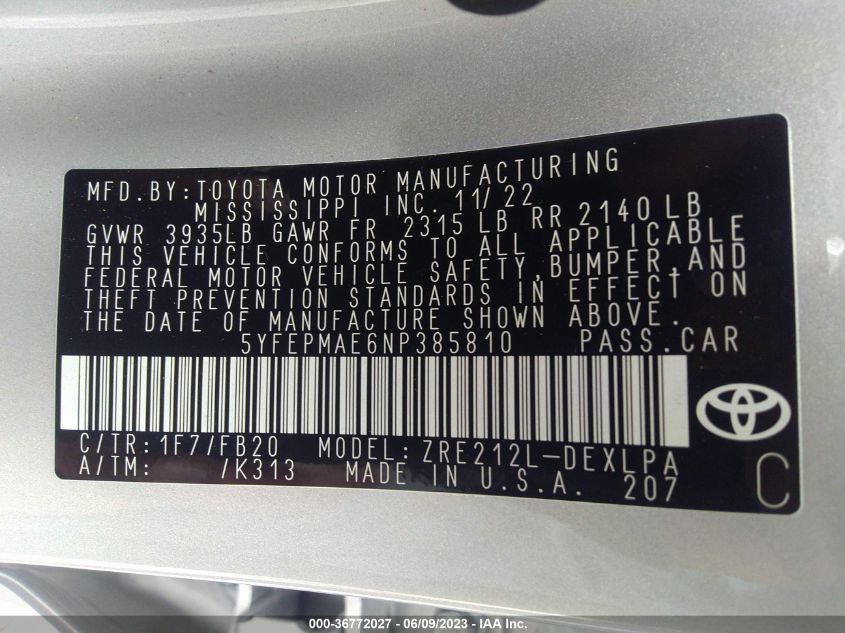 MFD.BY:TOYOTA MOTOR MANUFACTURING
MISSISSIPPI INC. 11/22
GVWR 3935LB GAWR FR 2315 LB RR 2140 LB
THIS VEHICLE CONFORMS TO ALL APPLICABLE
FEDERAL MOTOR VEHICLE SAFETY,BUMPER,AND
THEFT PREVENTION STANDARDS IN EFFECT ON
THE DATE OF MANUFACTURE SHOWN ABOVE.
5YFEPMAE6NP385810 PASS.CAR
C/TR:1F7/FB20 MODEL:ZRE212L-DEXLPA
A/TM: /K313 MADE IN U.S.A. 207
C
000-36772027 - 06/09/2023 - IAA Inc.